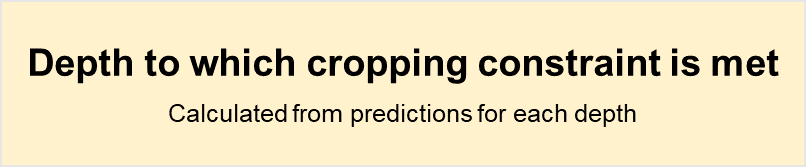 Depth to which cropping constraint is met
Calculated from predictions for each depth